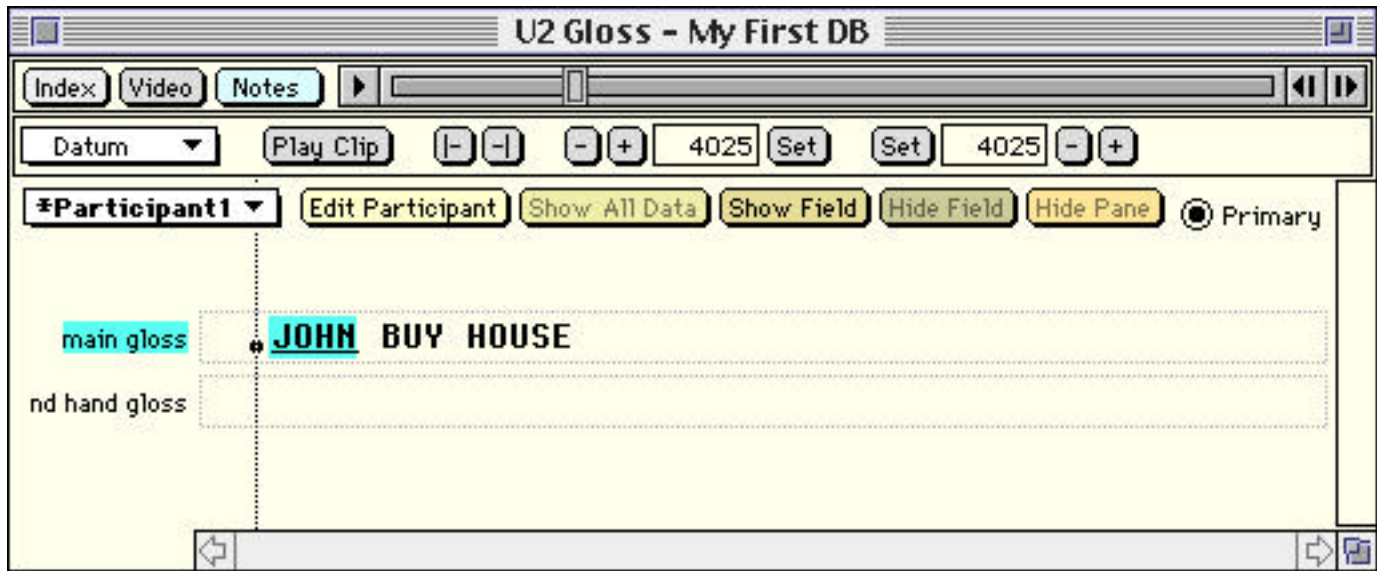 U2 Gloss - My First DB
Index Video Notes
Datum Play Clip |- -| - + 4025 Set Set 4025 - +
*Participant1 Edit Participant Show All Data Show Field Hide Field Hide Pane Primary
main gloss JOHN BUY HOUSE
nd hand gloss